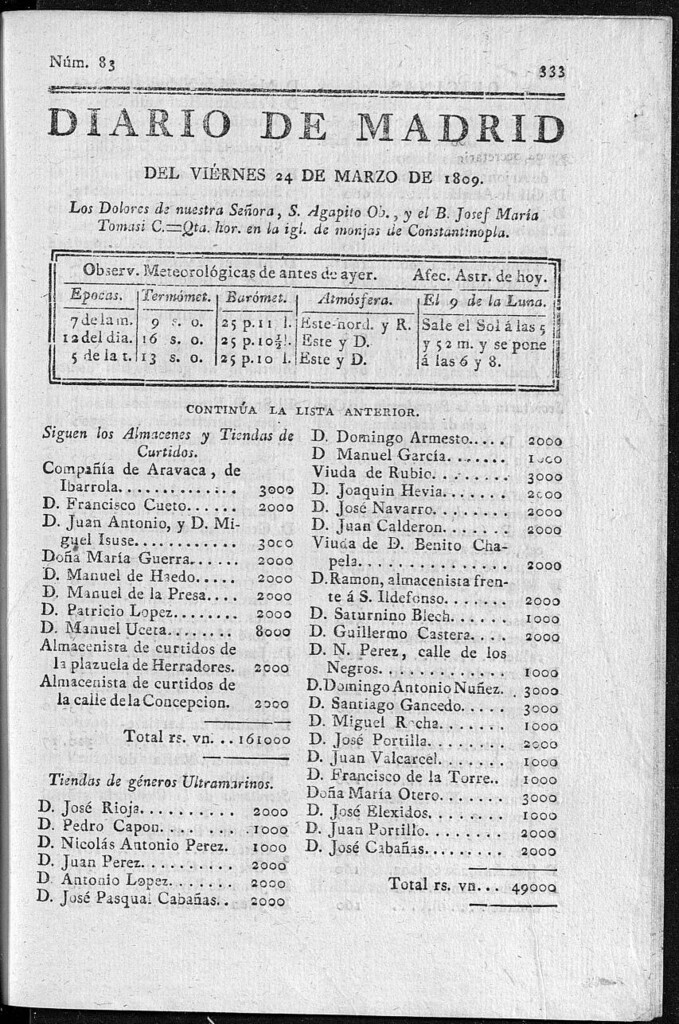 Núm. 83
333
DIARIO DE MADRID
DEL VIÉRNES 24 DE MARZO DE 1809.
Los Dolores de nuestra Señora, S. Agapito Ob., y el B. Josef María
Tomasi C.=Qta. hor. en la igl. de monjas de Constantinopla.
Observ. Meteorológicas de antes de ayer. Afec. Astr. de hoy.
Epocas. Termómet. Barómet. Atmósfera. El 9 de la Luna.
7 de la m. 9 s. o. 25 p. 11 l. Este-nord. y R. Sale el Sol á las 5
12 del dia. 16 s. o. 25 p. 10½ l. Este y D. y 52 m. y se pone
5 de la t. 13 s. o. 25 p. 10 l. Este y D. á las 6 y 8.
CONTINÚA LA LISTA ANTERIOR.
Siguen los Almacenes y Tiendas de
Curtidos.
Compañía de Aravaca, de
Ibarrola............. 3000
D. Francisco Cueto...... 2000
D. Juan Antonio, y D. Mi-
guel Isuse............ 3000
Doña María Guerra...... 2000
D. Manuel de Haedo..... 2000
D. Manuel de la Presa.... 2000
D. Patricio Lopez....... 2000
D. Manuel Uceta........ 8000
Almacenista de curtidos de
la plazuela de Herradores. 2000
Almacenista de curtidos de
la calle de la Concepcion. 2000
Total rs. vn... 161000
Tiendas de géneros Ultramarinos.
D. José Rioja.......... 2000
D. Pedro Capon......... 1000
D. Nicolás Antonio Perez. 1000
D. Juan Perez.......... 2000
D. Antonio Lopez....... 2000
D. José Pasqual Cabañas.. 2000
D. Domingo Armesto..... 2000
D Manuel García....... 1000
Viuda de Rubio........ 3000
D. Joaquin Hevia....... 2000
D. José Navarro........ 2000
D. Juan Calderon....... 2000
Viuda de D. Benito Cha-
pela................ 2000
D. Ramon, almacenista fren-
te á S. Ildefonso....... 2000
D. Saturnino Blech...... 1000
D. Guillermo Castera.... 2000
D. N. Perez, calle de los
Negros.............. 1000
D. Domingo Antonio Nuñez. 3000
D. Santiago Gancedo.... 3000
D. Miguel Rocha....... 1000
D. José Portilla........ 2000
D. Juan Valcarcel....... 1000
D. Francisco de la Torre.. 1000
Doña María Otero....... 3000
D. José Elexidos........ 1000
D. Juan Portillo........ 2000
D. José Cabañas........ 2000
Total rs. vn... 49000